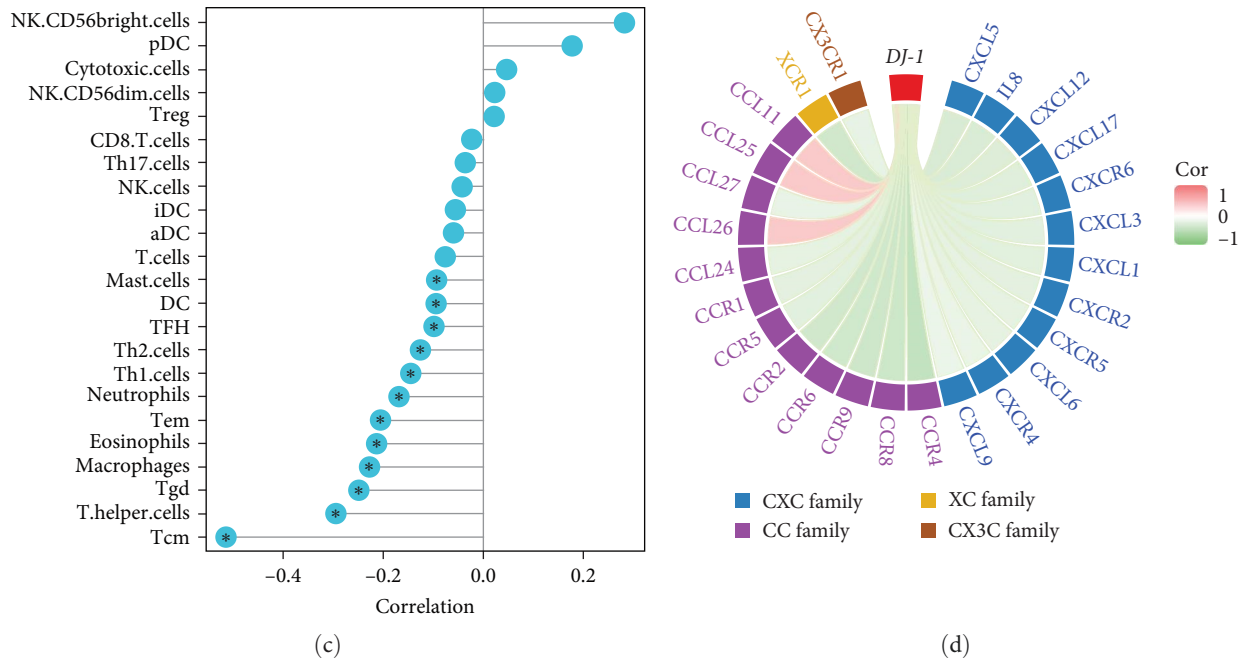 NK.CD56bright.cells
pDC
Cytotoxic.cells
NK.CD56dim.cells
Treg
CD8.T.cells
Th17.cells
NK.cells
iDC
aDC
T.cells
Mast.cells
DC
TFH
Th2.cells
Th1.cells
Neutrophils
Tem
Eosinophils
Macrophages
Tgd
T.helper.cells
Tcm
* * * * * * * * * * * *
−0.4 −0.2 0.0 0.2
Correlation
(c)
DJ-1
CXCL5
IL8
CXCL12
CXCL17
CXCR6
CXCL3
CXCL1
CXCR2
CXCR5
CXCL6
CXCR4
CXCL9
CCR4
CCR8
CCR9
CCR6
CCR2
CCR5
CCR1
CCL24
CCL26
CCL27
CCL25
CCL11
XCR1
CX3CR1
Cor
1
0
−1
CXC family
XC family
CC family
CX3C family
(d)